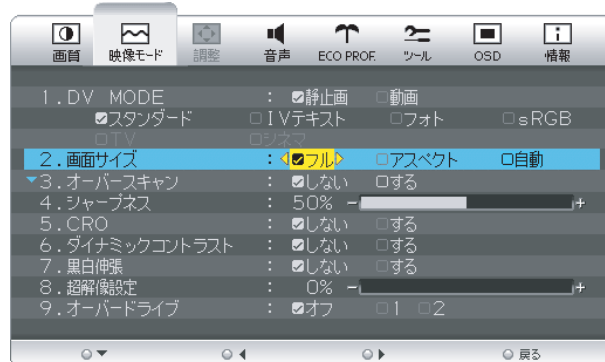 画質 映像モード 調整 音声 ECO PROF. ツール OSD 情報
1.DV MODE : 静止画 動画
スタンダード IVテキスト フォト sRGB
TV シネマ
2.画面サイズ : フル アスペクト 自動
3.オーバースキャン : しない する
4.シャープネス : 50% − +
5.CRO : しない する
6.ダイナミックコントラスト : しない する
7.黒白伸張 : しない する
8.超解像設定 : 0% − +
9.オーバードライブ : オフ 1 2
戻る